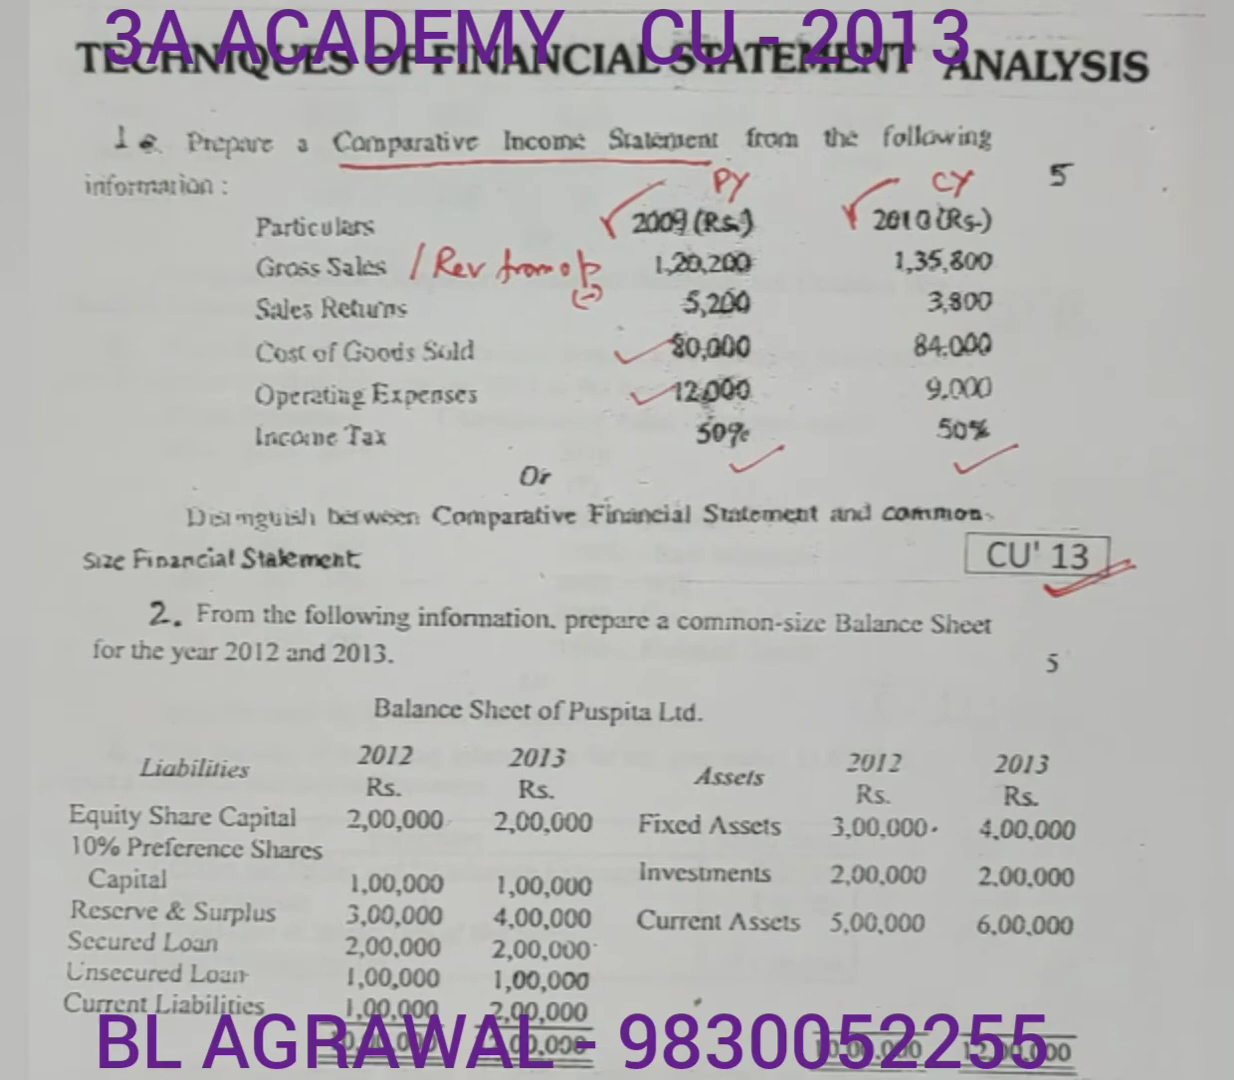 3A ACADEMY CU - 2013
TECHNIQUES OF FINANCIAL STATEMENT ANALYSIS
1 e. Prepare a Comparative Income Statement from the following
information : 5
PY CY
Particulars 2009 (Rs.) 2010 (Rs.)
Gross Sales / Rev from op 1,20,200 1,35,800
Sales Returns (-) 5,200 3,800
Cost of Goods Sold 80,000 84.000
Operating Expenses 12,000 9.000
Income Tax 50% 50%
Or
Distinguish between Comparative Financial Statement and common-
Size Financial Statement.
CU' 13
2. From the following information, prepare a common-size Balance Sheet
for the year 2012 and 2013. 5
Balance Sheet of Puspita Ltd.
Liabilities 2012 2013 Assets 2012 2013
Rs. Rs. Rs. Rs.
Equity Share Capital 2,00,000 2,00,000 Fixed Assets 3,00,000 4,00,000
10% Preference Shares
Capital 1,00,000 1,00,000 Investments 2,00,000 2,00,000
Reserve & Surplus 3,00,000 4,00,000 Current Assets 5,00,000 6,00,000
Secured Loan 2,00,000 2,00,000
Unsecured Loan 1,00,000 1,00,000
Current Liabilities 1,00,000 2,00,000
10,00,000 12,00,000
BL AGRAWAL - 9830052255